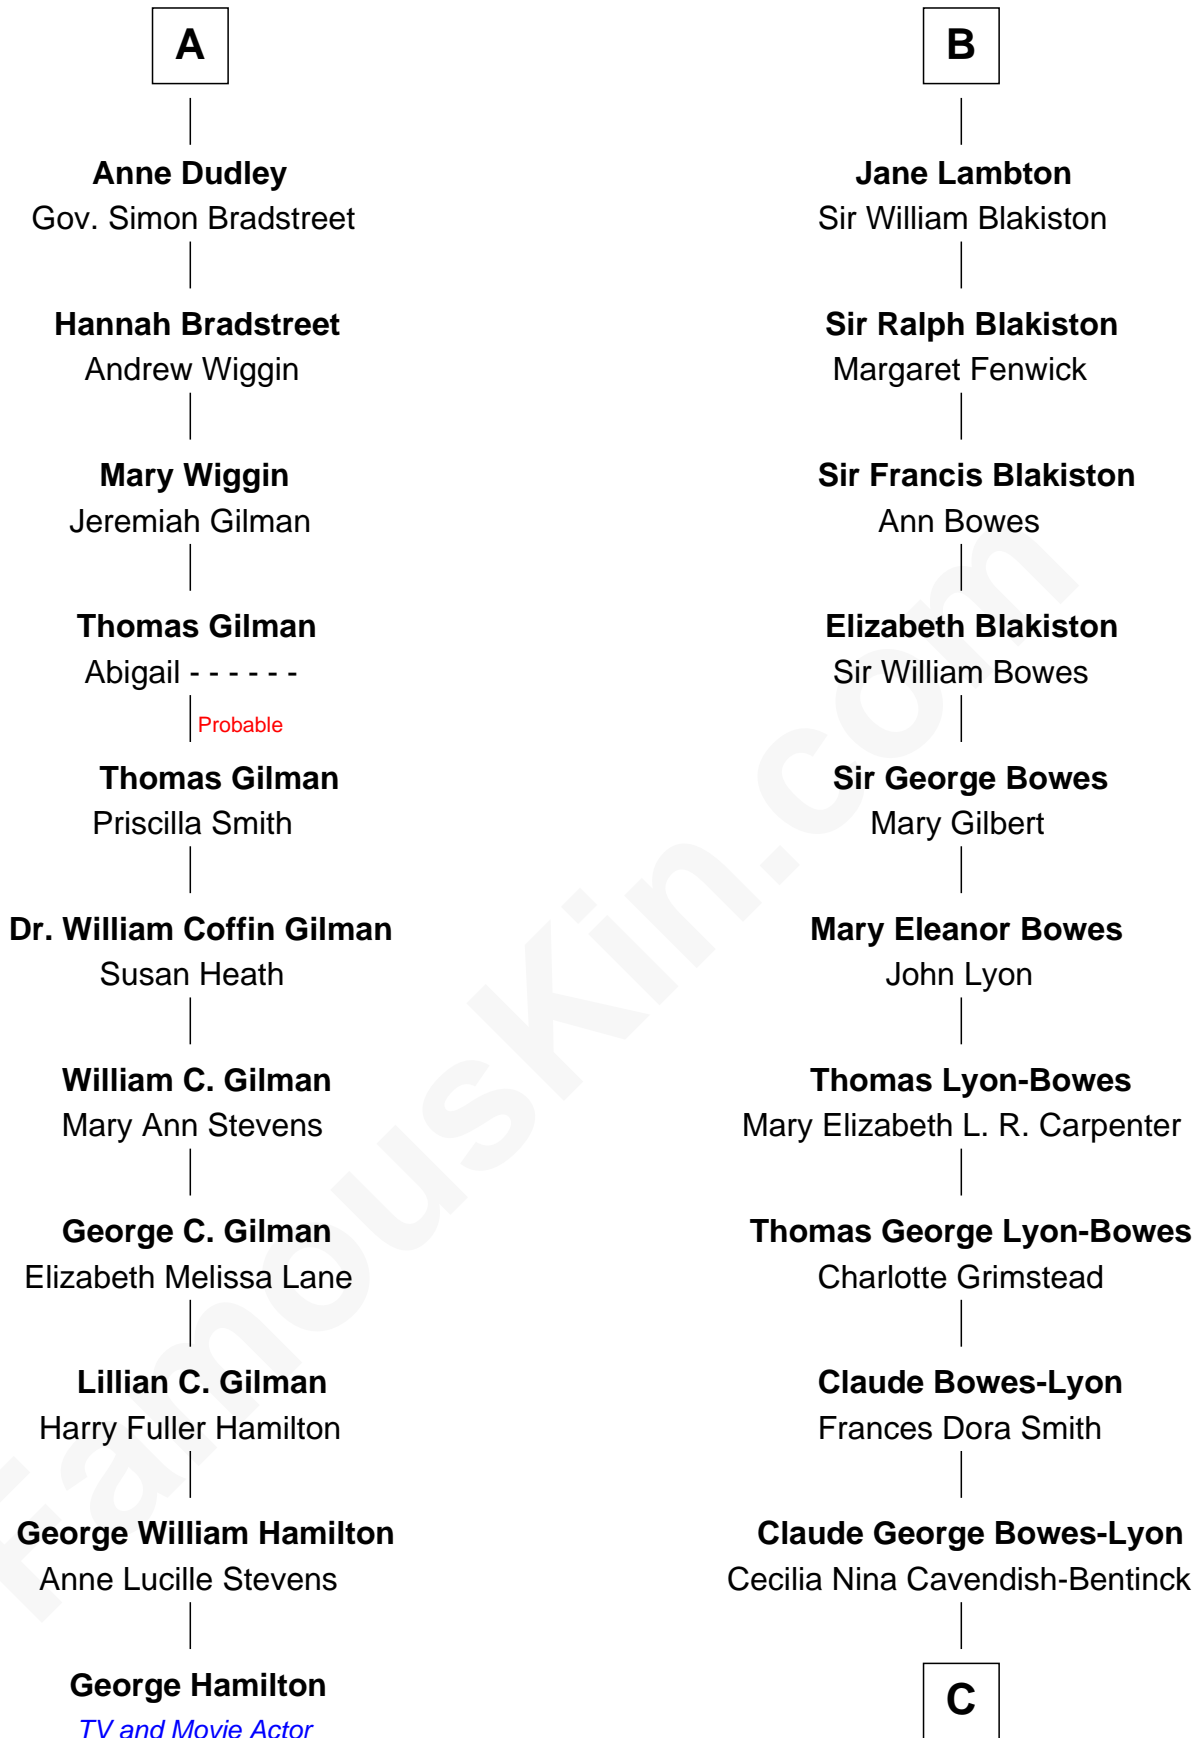 A
Anne Dudley
Gov. Simon Bradstreet
Hannah Bradstreet
Andrew Wiggin
Mary Wiggin
Jeremiah Gilman
Thomas Gilman
Abigail - - - - - -
Probable
Thomas Gilman
Priscilla Smith
Dr. William Coffin Gilman
Susan Heath
William C. Gilman
Mary Ann Stevens
George C. Gilman
Elizabeth Melissa Lane
Lillian C. Gilman
Harry Fuller Hamilton
George William Hamilton
Anne Lucille Stevens
George Hamilton
TV and Movie Actor
B
Jane Lambton
Sir William Blakiston
Sir Ralph Blakiston
Margaret Fenwick
Sir Francis Blakiston
Ann Bowes
Elizabeth Blakiston
Sir William Bowes
Sir George Bowes
Mary Gilbert
Mary Eleanor Bowes
John Lyon
Thomas Lyon-Bowes
Mary Elizabeth L. R. Carpenter
Thomas George Lyon-Bowes
Charlotte Grimstead
Claude Bowes-Lyon
Frances Dora Smith
Claude George Bowes-Lyon
Cecilia Nina Cavendish-Bentinck
C
FamousKin.com